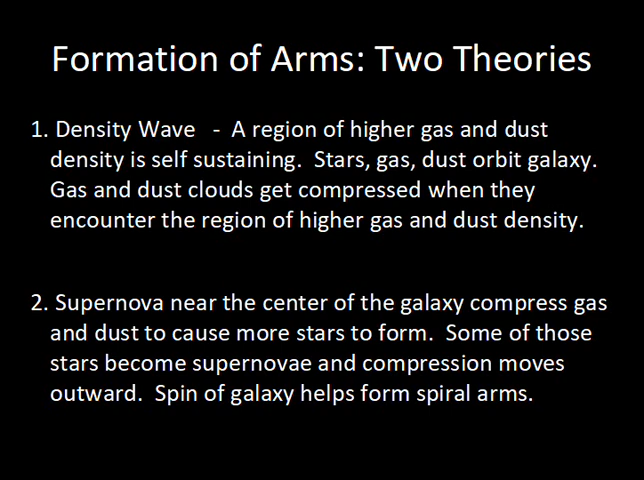 Formation of Arms: Two Theories
1. Density Wave - A region of higher gas and dust
density is self sustaining. Stars, gas, dust orbit galaxy.
Gas and dust clouds get compressed when they
encounter the region of higher gas and dust density.
2. Supernova near the center of the galaxy compress gas
and dust to cause more stars to form. Some of those
stars become supernovae and compression moves
outward. Spin of galaxy helps form spiral arms.